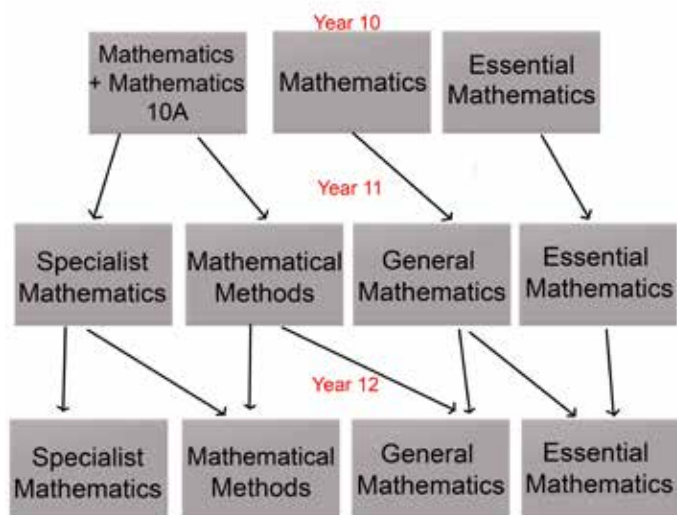 Year 10
Mathematics
+ Mathematics
10A
Mathematics
Essential
Mathematics
Year 11
Specialist
Mathematics
Mathematical
Methods
General
Mathematics
Essential
Mathematics
Year 12
Specialist
Mathematics
Mathematical
Methods
General
Mathematics
Essential
Mathematics